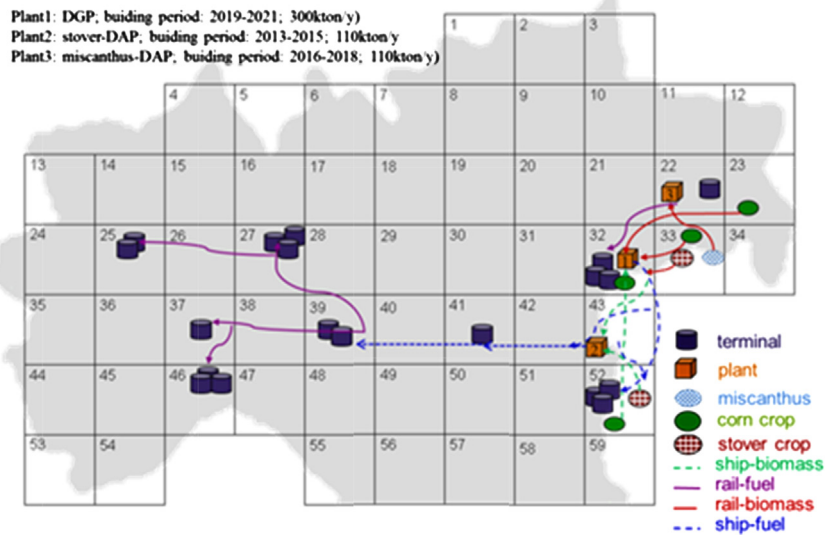 Plant1: DGP; buiding period: 2019-2021; 300kton/y)
Plant2: stover-DAP; buiding period: 2013-2015; 110kton/y
Plant3: miscanthus-DAP; buiding period: 2016-2018; 110kton/y)
1 2 3
4 5 6 7 8 9 10 11 12
13 14 15 16 17 18 19 20 21 22 23
3
24 25 26 27 28 29 30 31 32 33 34
1
35 36 37 38 39 40 41 42 43
2
44 45 46 47 48 49 50 51 52
53 54 55 56 57 58 59
terminal
plant
miscanthus
corn crop
stover crop
ship-biomass
rail-fuel
rail-biomass
ship-fuel